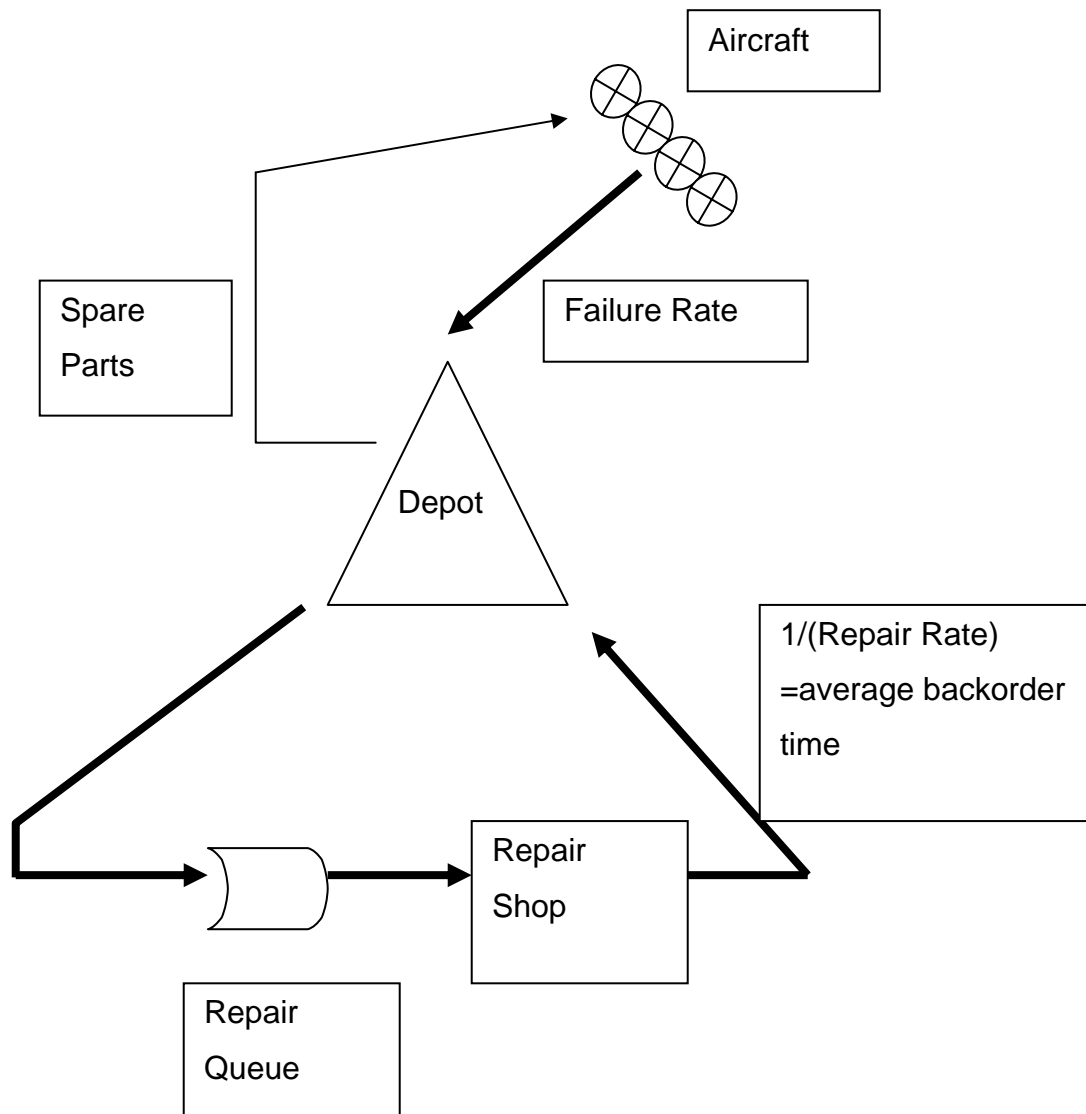 Aircraft
Spare
Parts
Failure Rate
Depot
1/(Repair Rate)
=average backorder
time
Repair
Shop
Repair
Queue